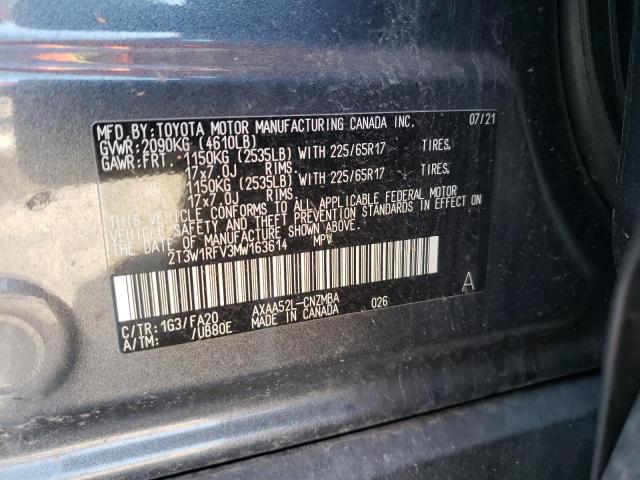 MFD.BY:TOYOTA MOTOR MANUFACTURING CANADA INC. 07/21
GVWR:2090KG (4610LB)
GAWR:FRT. 1150KG (2535LB) WITH 225/65R17 TIRES,
17x7.0J RIMS.
RR. 1150KG (2535LB) WITH 225/65R17 TIRES,
17x7.0J RIMS.
THIS VEHICLE CONFORMS TO ALL APPLICABLE FEDERAL MOTOR
VEHICLE SAFETY AND THEFT PREVENTION STANDARDS IN EFFECT ON
THE DATE OF MANUFACTURE SHOWN ABOVE.
2T3W1RFV3MW163614 MPV
A
C/TR:1G3/FA20 AXAA52L-CNZMBA 026
A/TM: /UB80E MADE IN CANADA